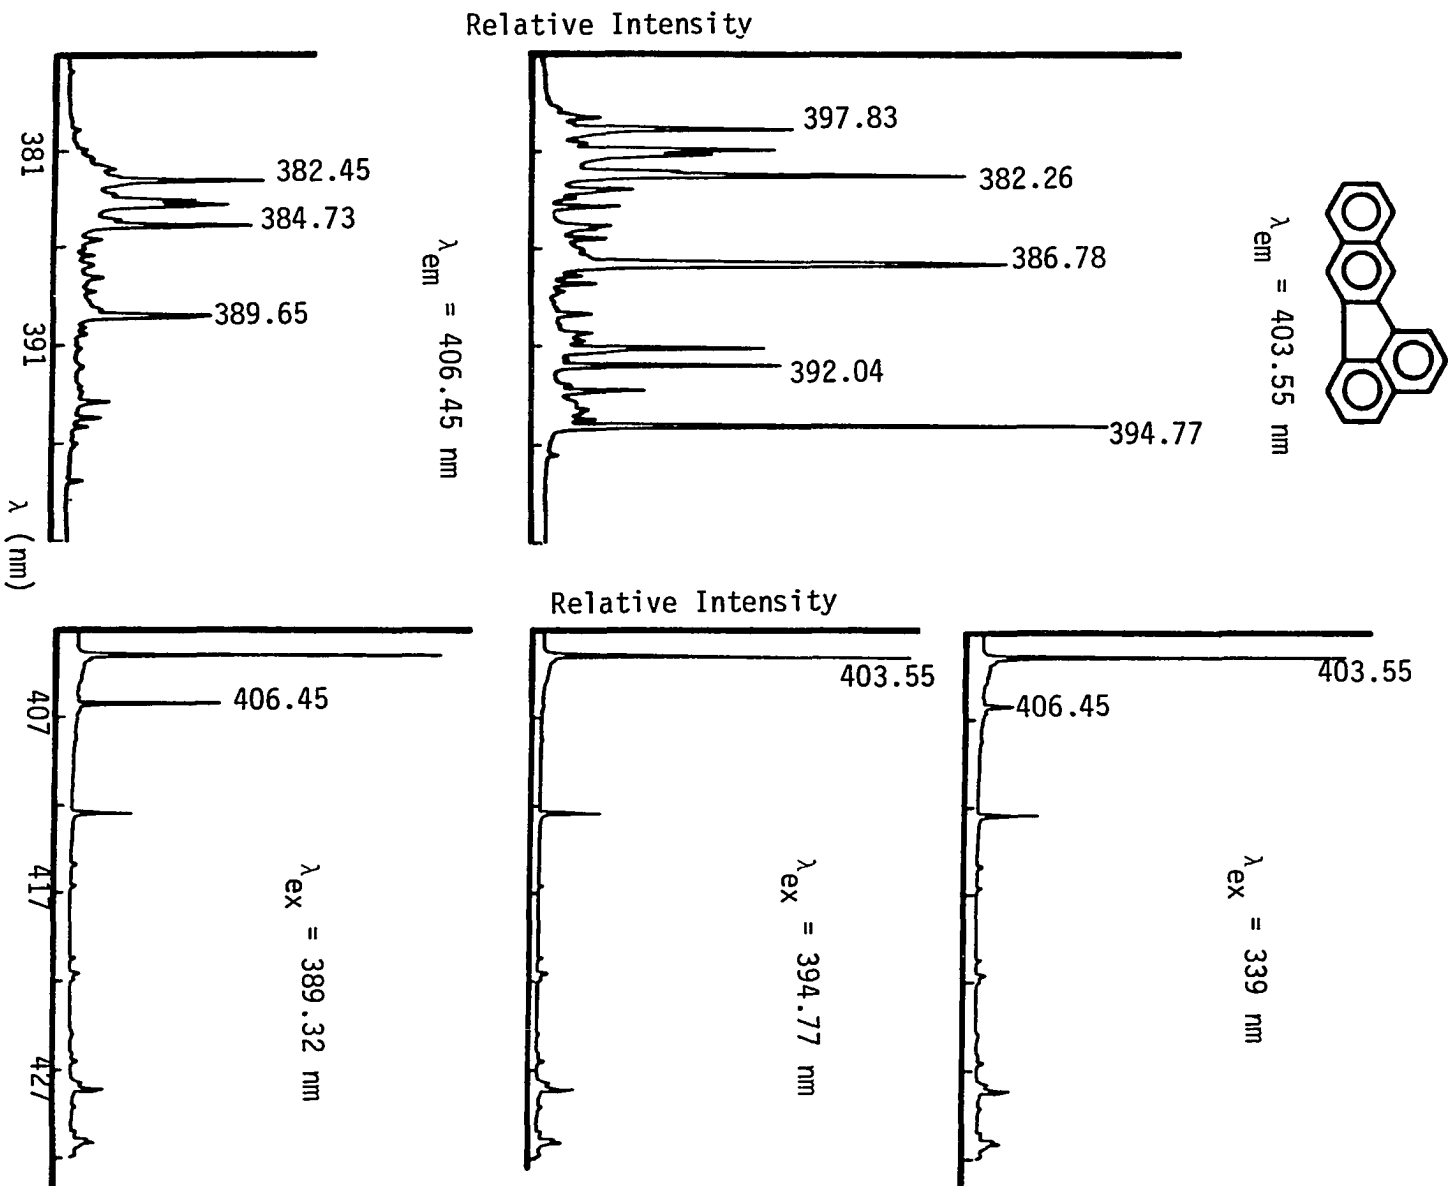 Relative Intensity
397.83
382.26
386.78
392.04
394.77
λem = 403.55 nm
382.45
384.73
389.65
λem = 406.45 nm
381
391
λ (nm)
Relative Intensity
403.55
406.45
λex = 339 nm
403.55
λex = 394.77 nm
406.45
λex = 389.32 nm
407
417
427